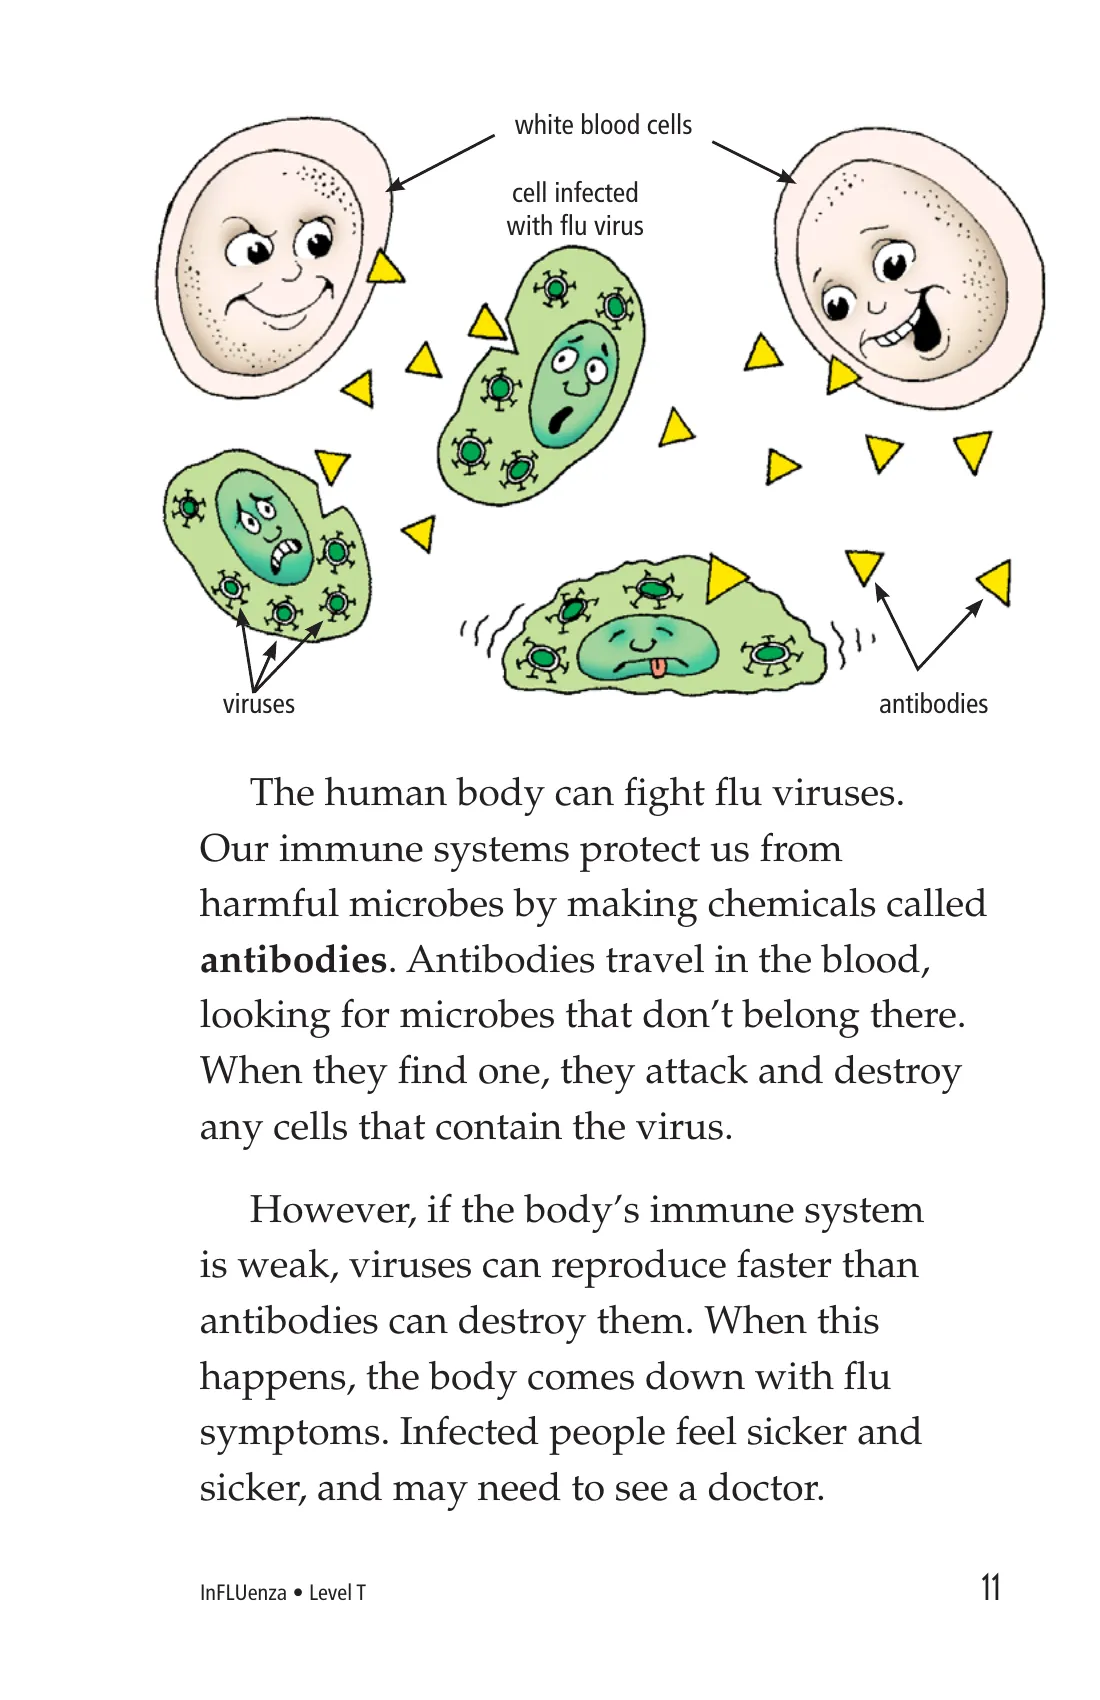 white blood cells
cell infected
with flu virus
viruses
antibodies
The human body can fight flu viruses.
Our immune systems protect us from
harmful microbes by making chemicals called
antibodies. Antibodies travel in the blood,
looking for microbes that don’t belong there.
When they find one, they attack and destroy
any cells that contain the virus.
However, if the body’s immune system
is weak, viruses can reproduce faster than
antibodies can destroy them. When this
happens, the body comes down with flu
symptoms. Infected people feel sicker and
sicker, and may need to see a doctor.
InFLUenza • Level T
11